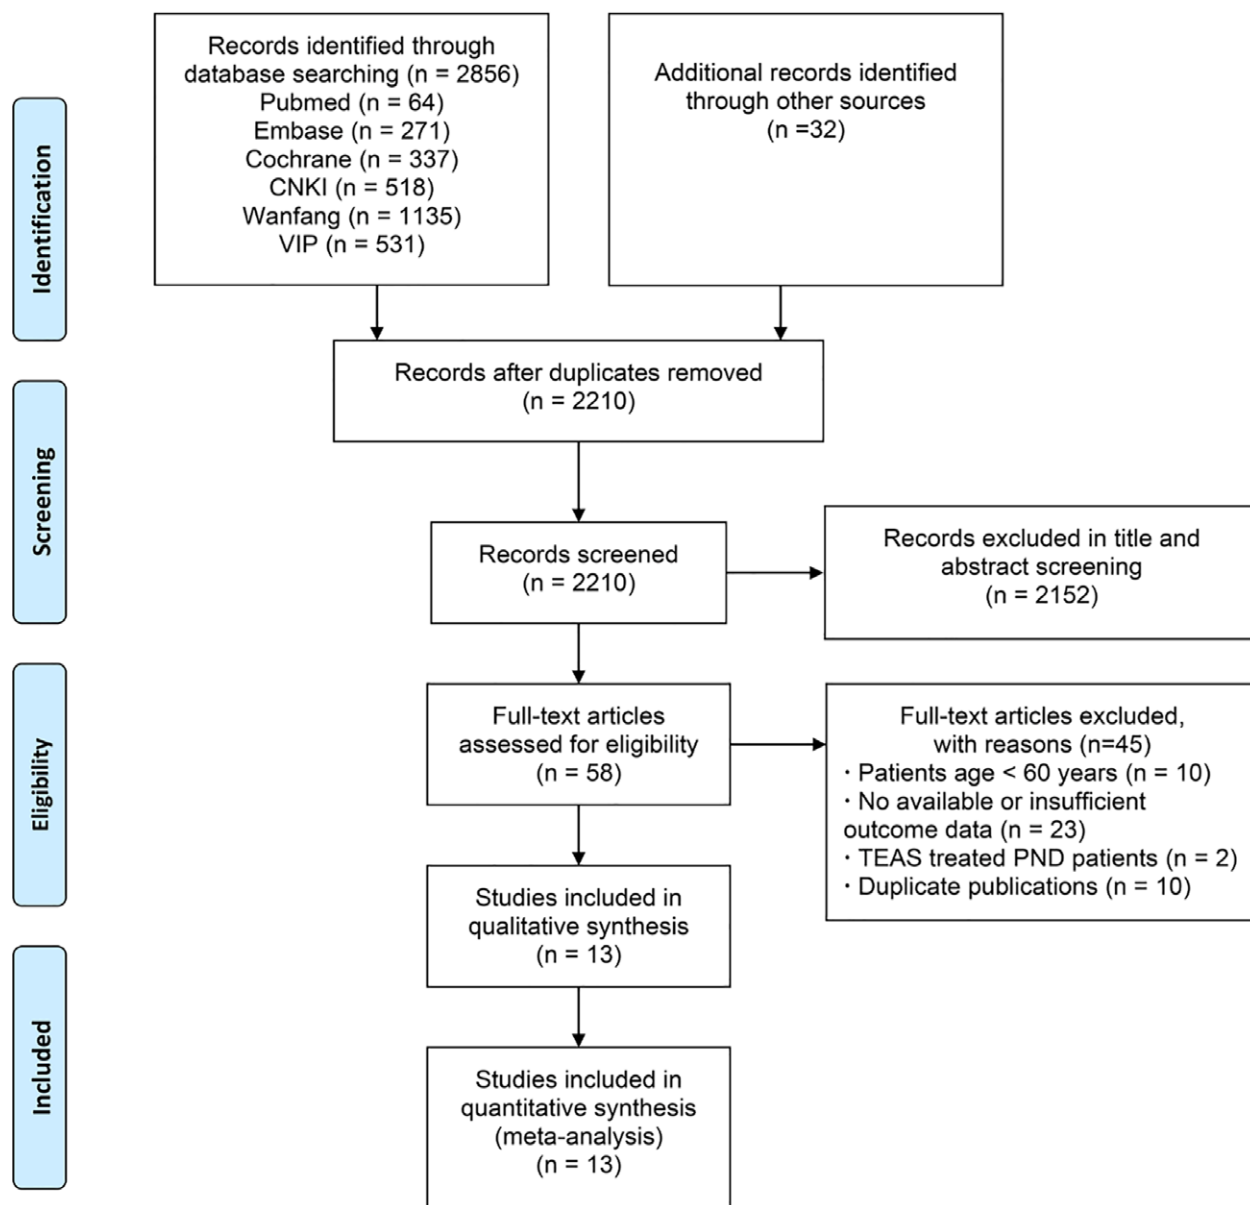 Identification
Records identified through
database searching (n = 2856)
Pubmed (n = 64)
Embase (n = 271)
Cochrane (n = 337)
CNKI (n = 518)
Wanfang (n = 1135)
VIP (n = 531)
Additional records identified
through other sources
(n =32)
Records after duplicates removed
(n = 2210)
Screening
Records screened
(n = 2210)
Records excluded in title and
abstract screening
(n = 2152)
Eligibility
Full-text articles
assessed for eligibility
(n = 58)
Full-text articles excluded,
with reasons (n=45)
· Patients age < 60 years (n = 10)
· No available or insufficient
outcome data (n = 23)
· TEAS treated PND patients (n = 2)
· Duplicate publications (n = 10)
Studies included in
qualitative synthesis
(n = 13)
Included
Studies included in
quantitative synthesis
(meta-analysis)
(n = 13)